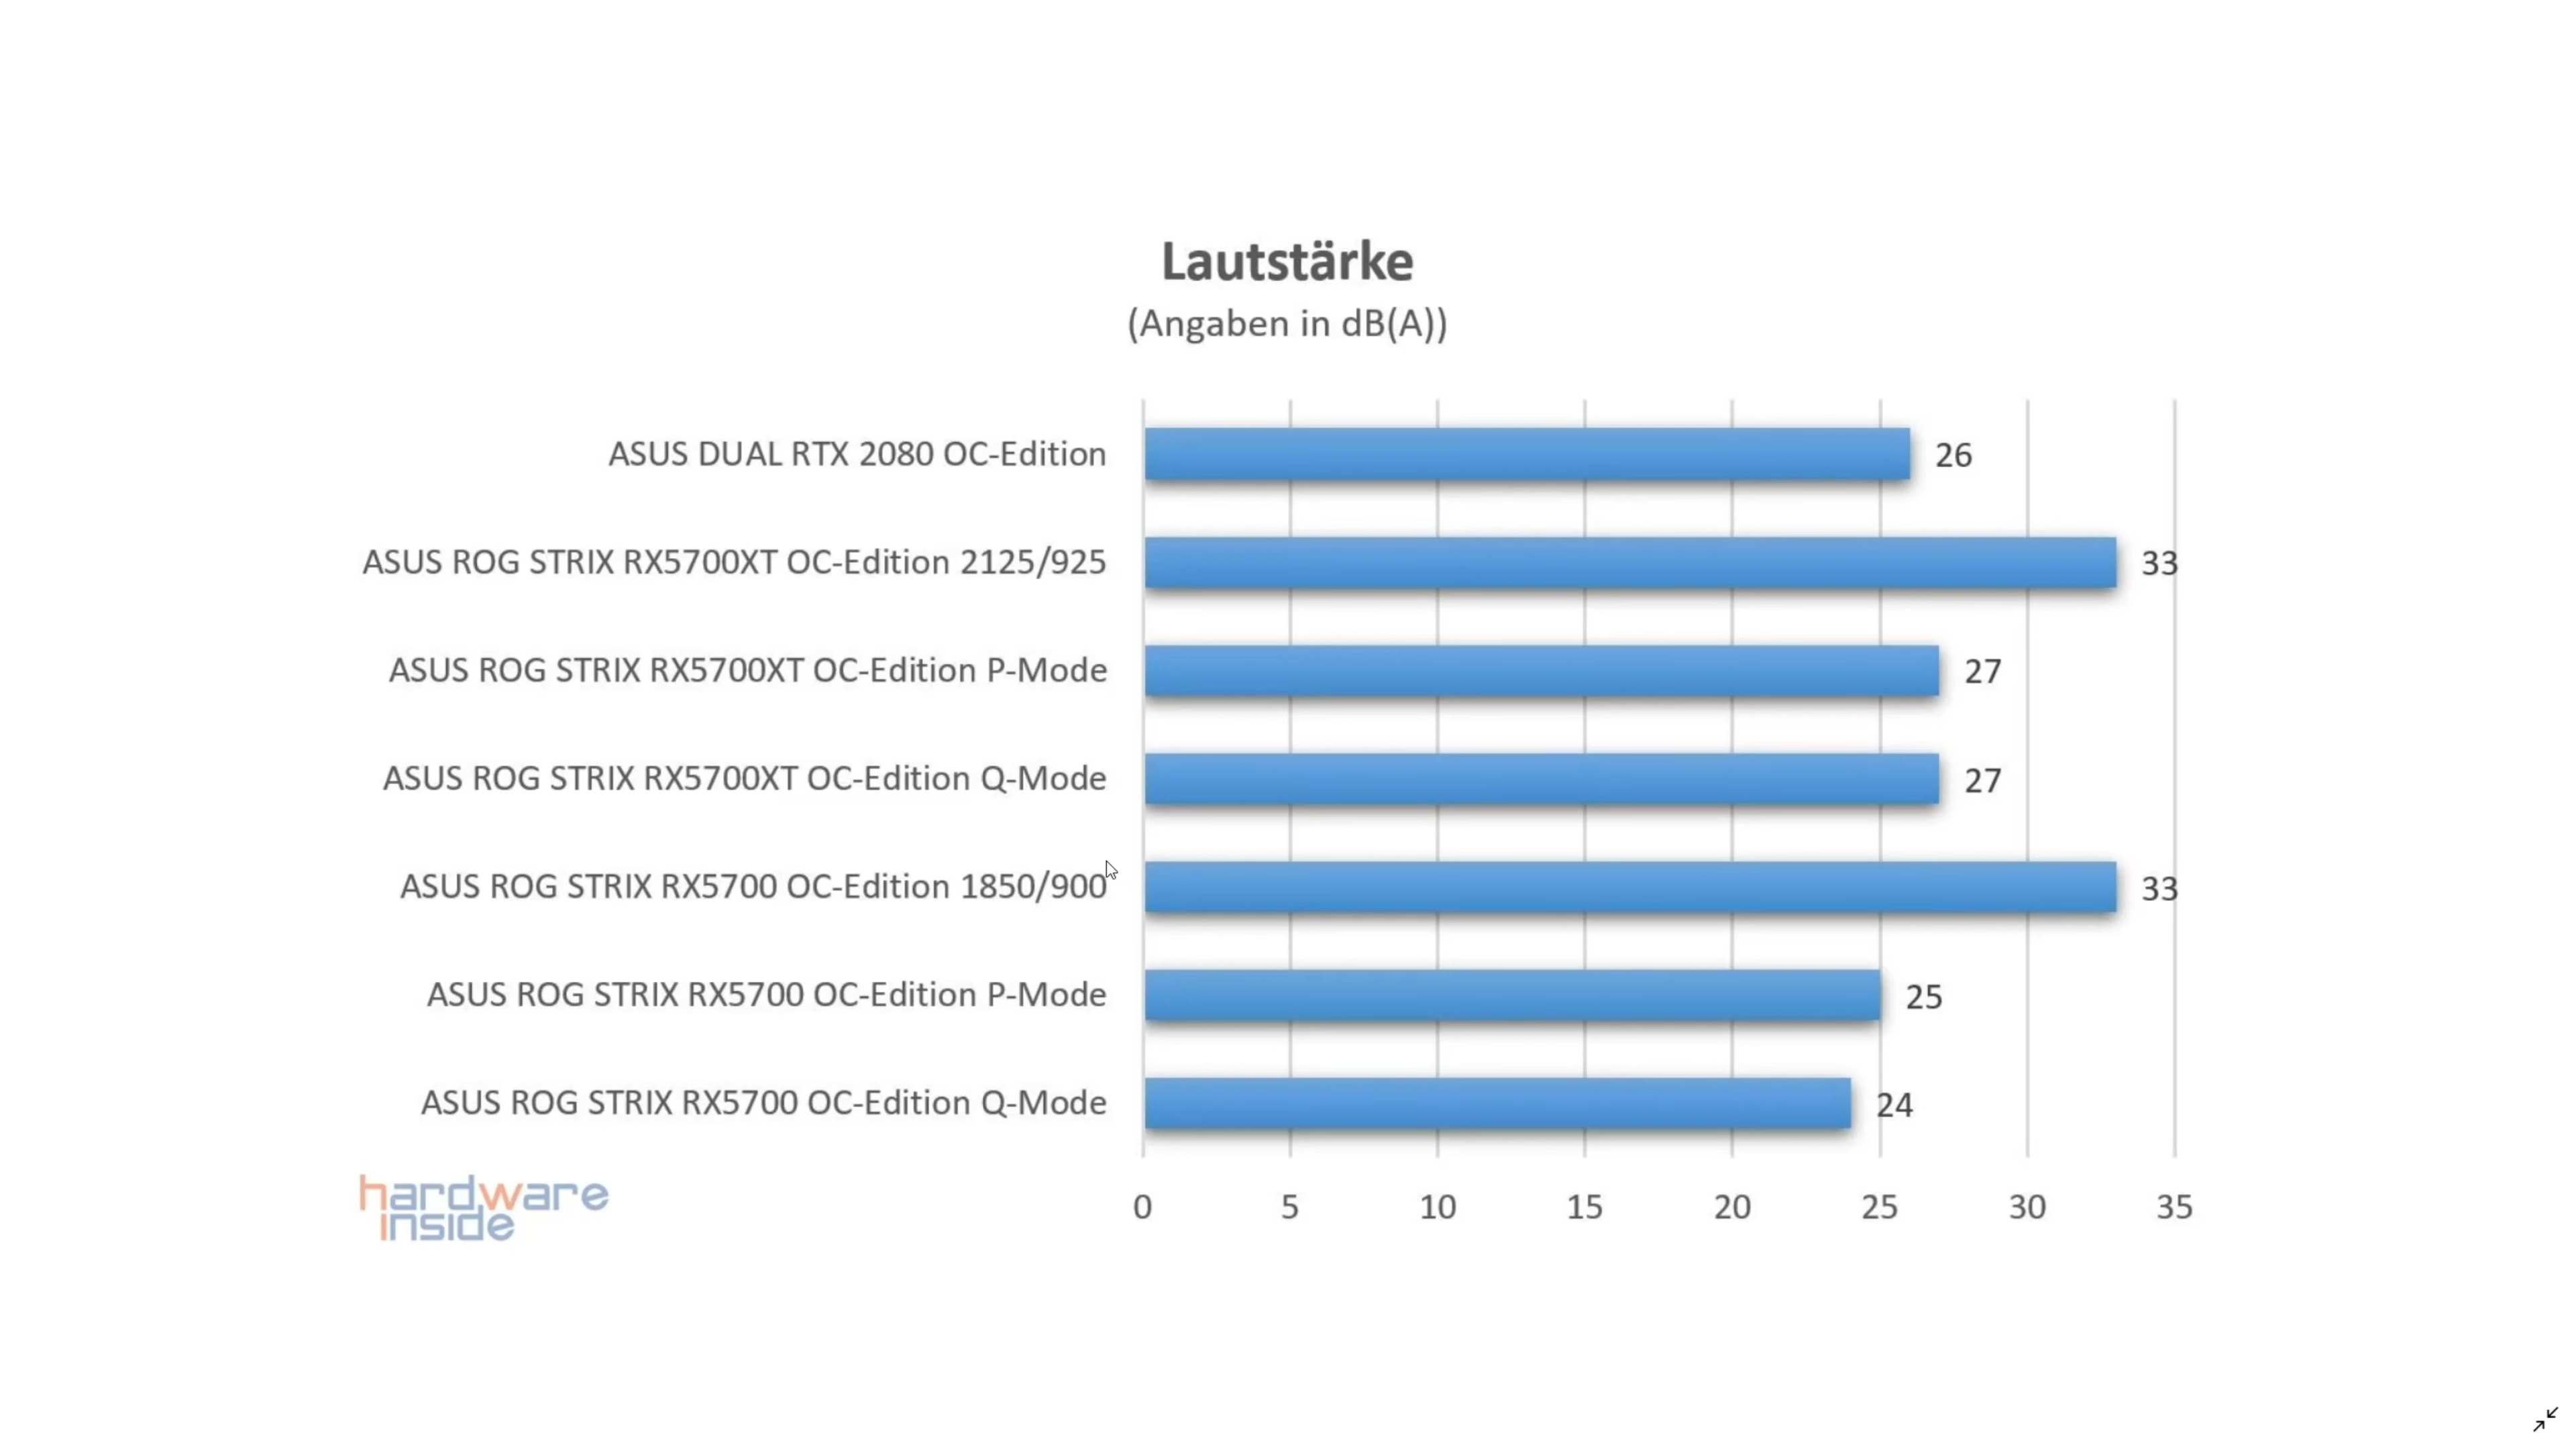 Lautstärke
(Angaben in dB(A))
ASUS DUAL RTX 2080 OC-Edition 26
ASUS ROG STRIX RX5700XT OC-Edition 2125/925 33
ASUS ROG STRIX RX5700XT OC-Edition P-Mode 27
ASUS ROG STRIX RX5700XT OC-Edition Q-Mode 27
ASUS ROG STRIX RX5700 OC-Edition 1850/900 33
ASUS ROG STRIX RX5700 OC-Edition P-Mode 25
ASUS ROG STRIX RX5700 OC-Edition Q-Mode 24
0 5 10 15 20 25 30 35
hardware
inside